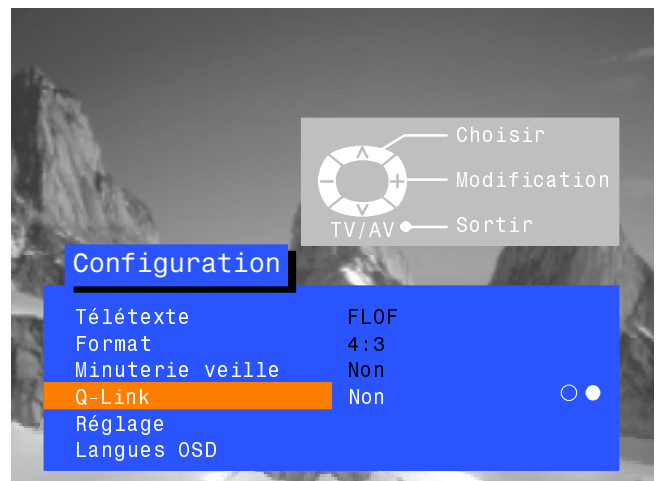 Choisir
Modification
TV/AV Sortir
Configuration
Télétexte FLOF
Format 4:3
Minuterie veille Non
Q-Link Non
Réglage
Langues OSD